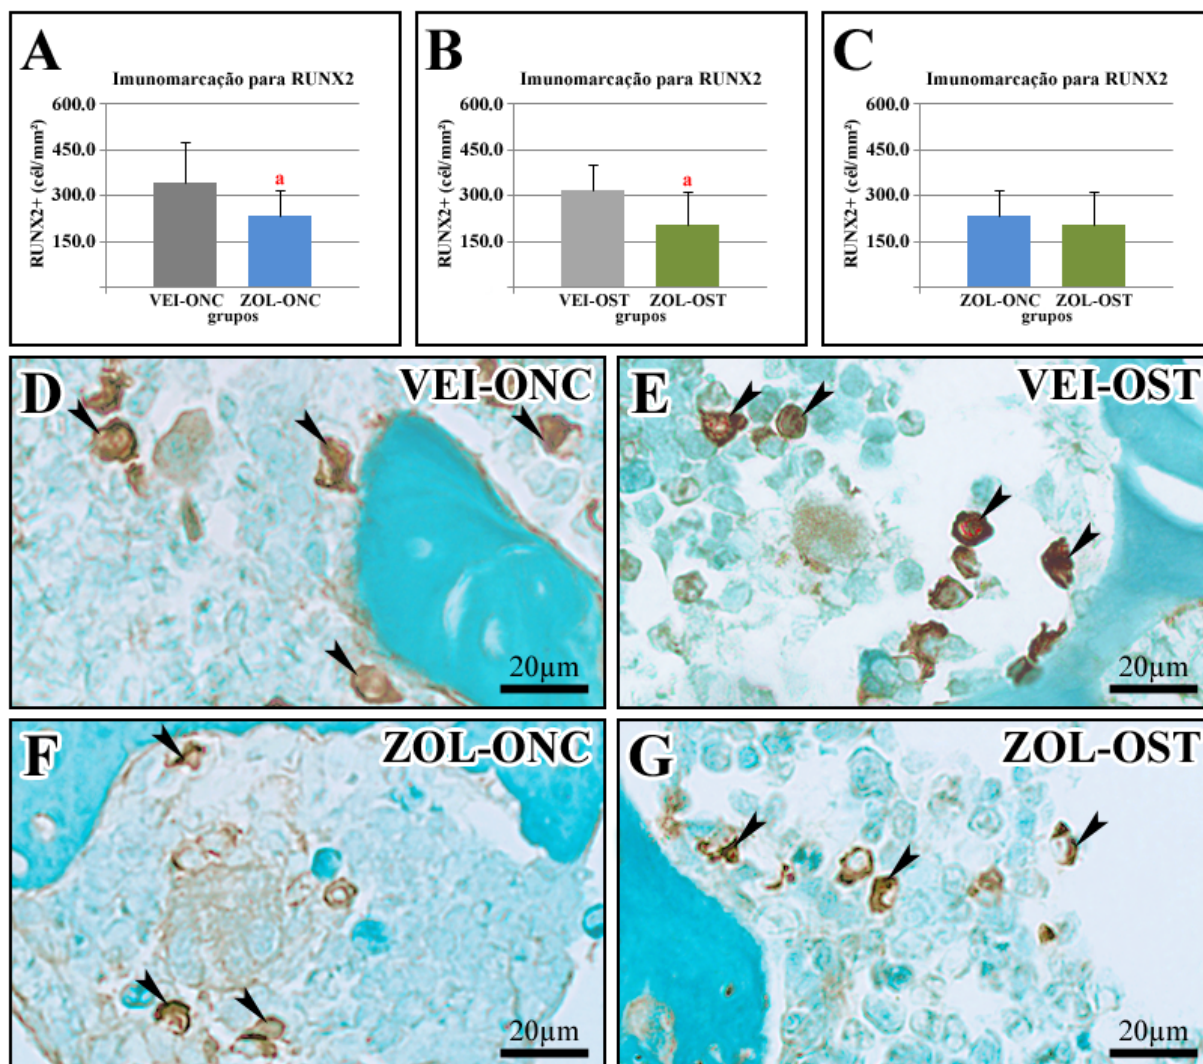 A
Imunomarcação para RUNX2
RUNX2+ (cél/mm²)
600.0
450.0
300.0
150.0
a
VEI-ONC ZOL-ONC
grupos
B
Imunomarcação para RUNX2
RUNX2+ (cél/mm²)
600.0
450.0
300.0
150.0
a
VEI-OST ZOL-OST
grupos
C
Imunomarcação para RUNX2
RUNX2+ (cél/mm²)
600.0
450.0
300.0
150.0
ZOL-ONC ZOL-OST
grupos
D VEI-ONC
20µm
E VEI-OST
20µm
F ZOL-ONC
20µm
G ZOL-OST
20µm